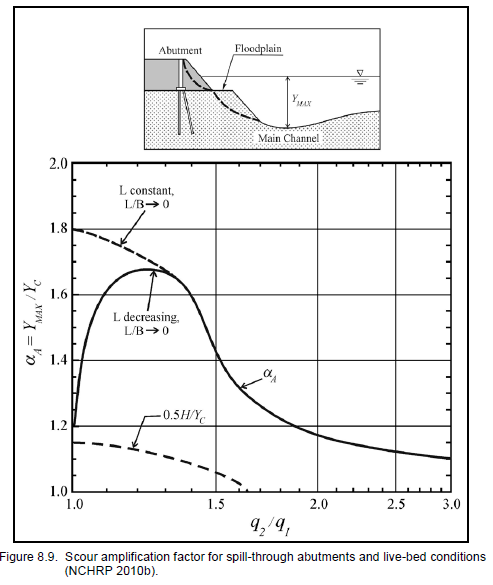 Abutment
Floodplain
Y_MAX
Main Channel
2.0
1.8
1.6
1.4
1.2
1.0
α_A = Y_MAX / Y_C
L constant,
L/B→0
L decreasing,
L/B→0
α_A
0.5H/Y_C
1.0
1.5
2.0
2.5
3.0
q_2/q_1
Figure 8.9. Scour amplification factor for spill-through abutments and live-bed conditions
(NCHRP 2010b).